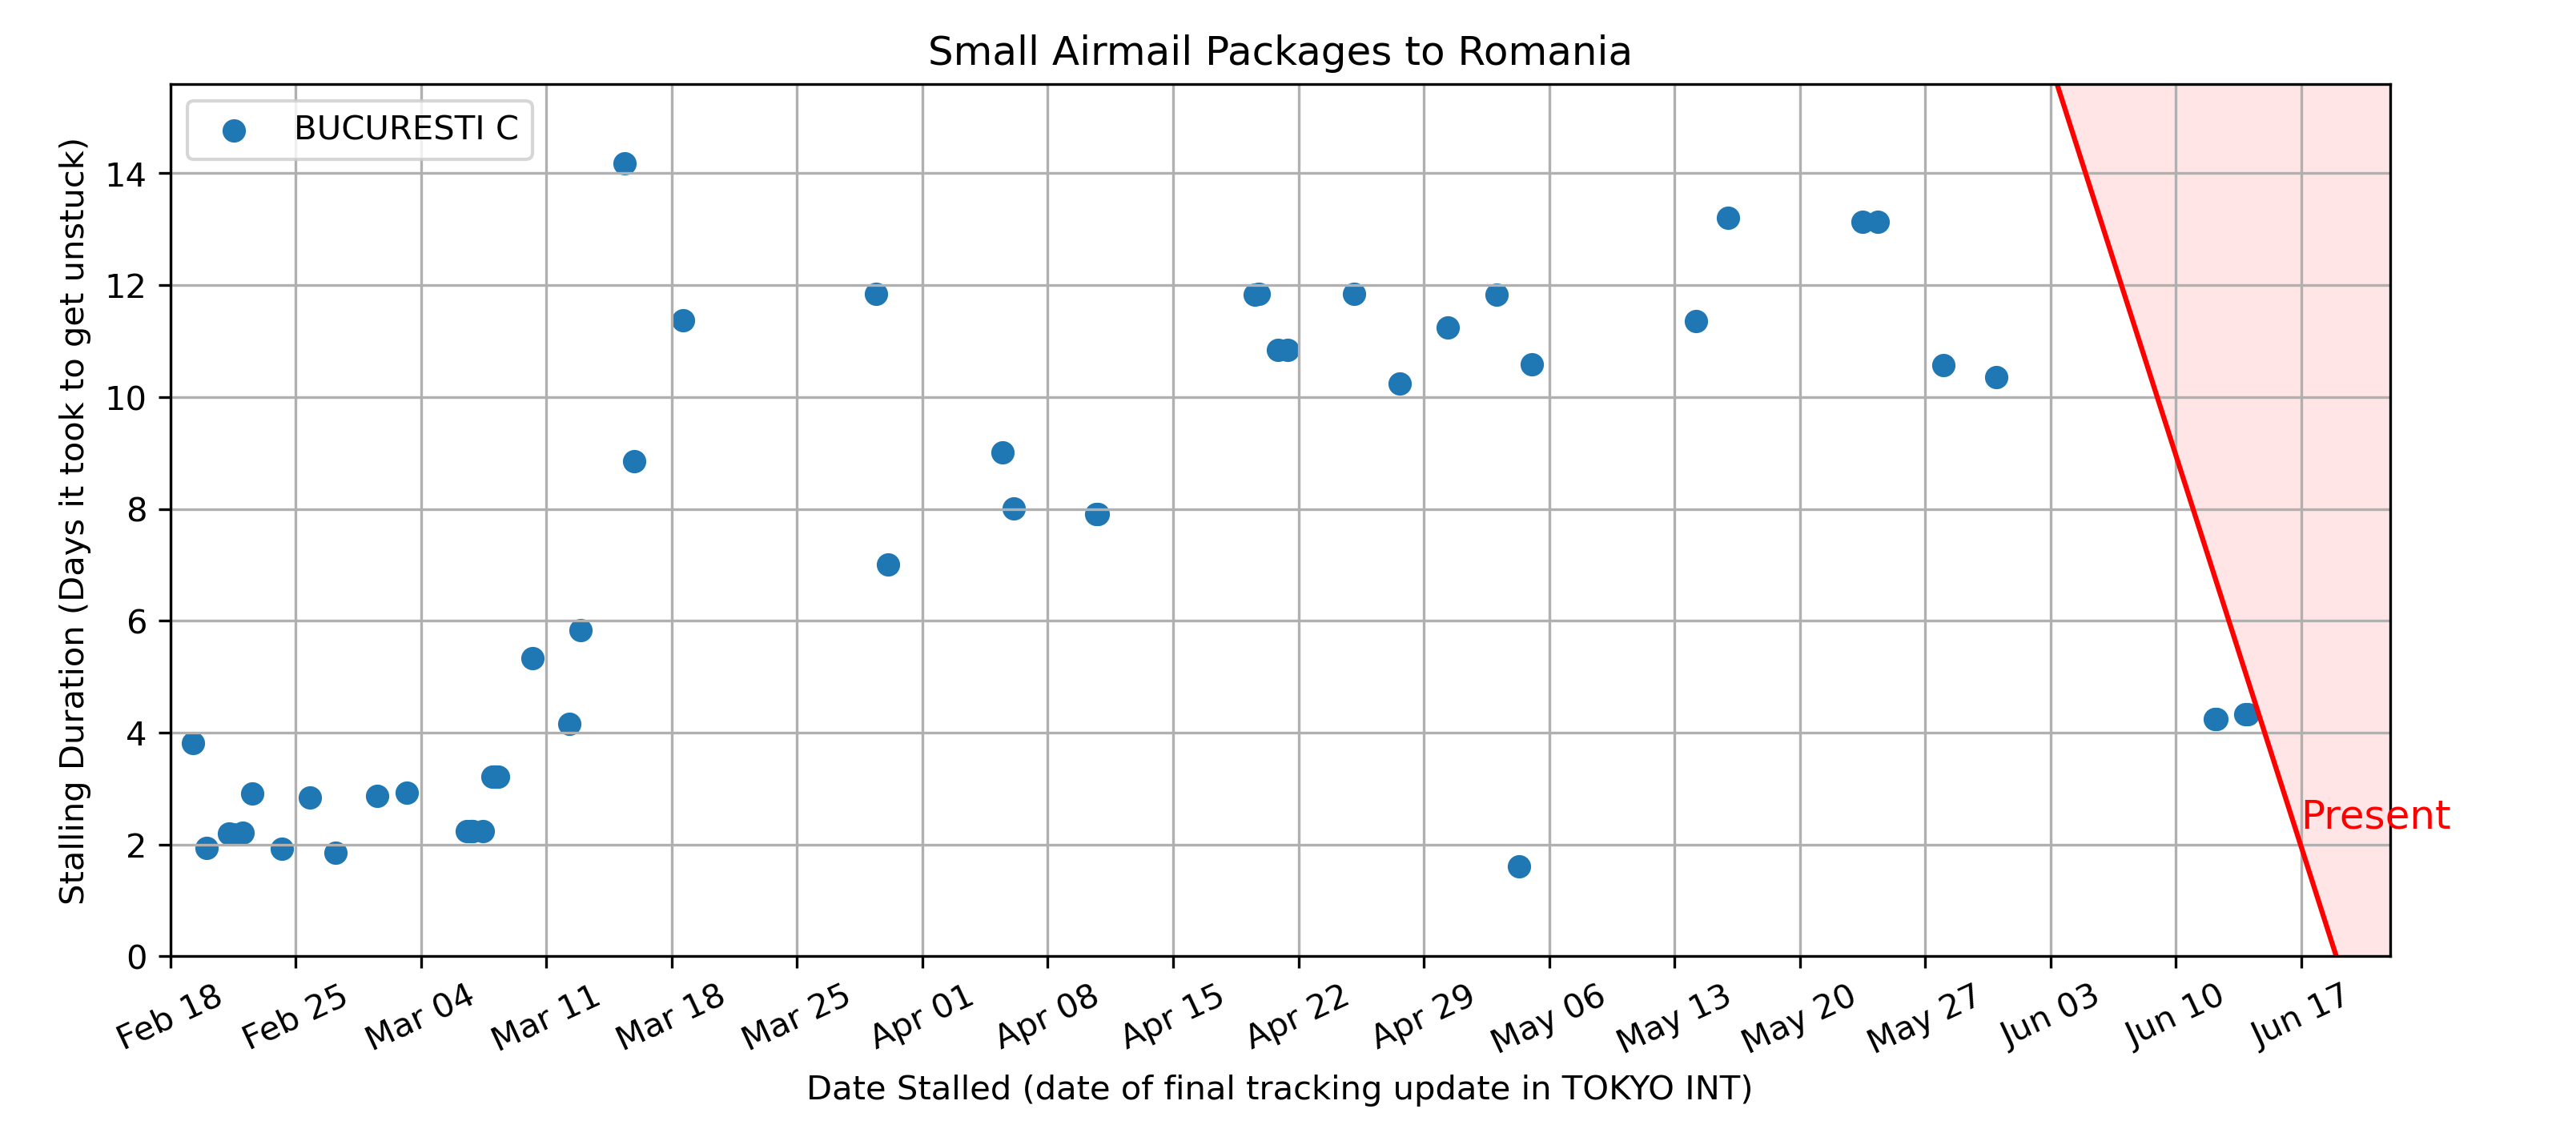 Small Airmail Packages to Romania
BUCURESTI C
Stalling Duration (Days it took to get unstuck)
14
12
10
8
6
4
2
0
Present
Feb 18
Feb 25
Mar 04
Mar 11
Mar 18
Mar 25
Apr 01
Apr 08
Apr 15
Apr 22
Apr 29
May 06
May 13
May 20
May 27
Jun 03
Jun 10
Jun 17
Date Stalled (date of final tracking update in TOKYO INT)